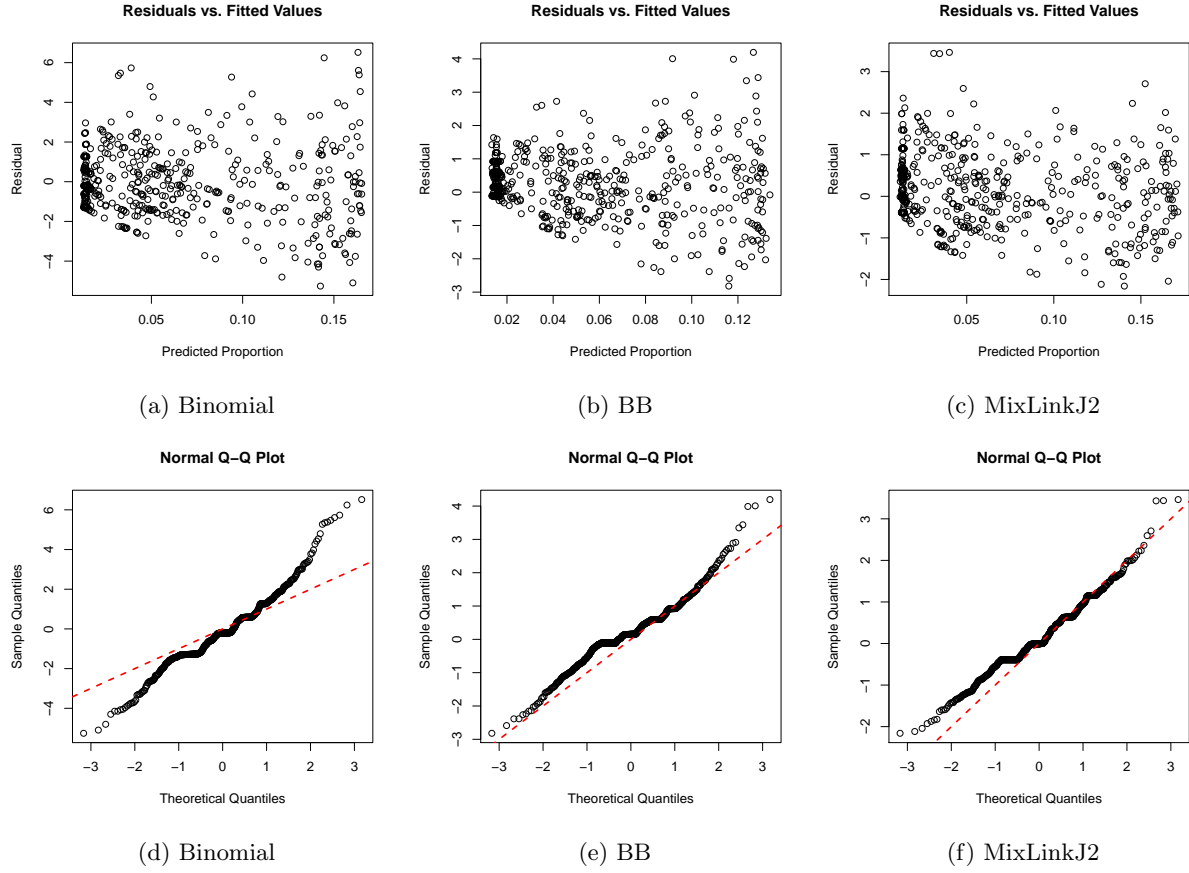 Residuals vs. Fitted Values
Residual
6
4
2
0
−2
−4
0.05 0.10 0.15
Predicted Proportion
(a) Binomial
Residuals vs. Fitted Values
Residual
4
3
2
1
0
−1
−2
−3
0.02 0.04 0.06 0.08 0.10 0.12
Predicted Proportion
(b) BB
Residuals vs. Fitted Values
Residual
3
2
1
0
−1
−2
0.05 0.10 0.15
Predicted Proportion
(c) MixLinkJ2
Normal Q−Q Plot
Sample Quantiles
6
4
2
0
−2
−4
−3 −2 −1 0 1 2 3
Theoretical Quantiles
(d) Binomial
Normal Q−Q Plot
Sample Quantiles
4
3
2
1
0
−1
−2
−3
−3 −2 −1 0 1 2 3
Theoretical Quantiles
(e) BB
Normal Q−Q Plot
Sample Quantiles
3
2
1
0
−1
−2
−3 −2 −1 0 1 2 3
Theoretical Quantiles
(f) MixLinkJ2